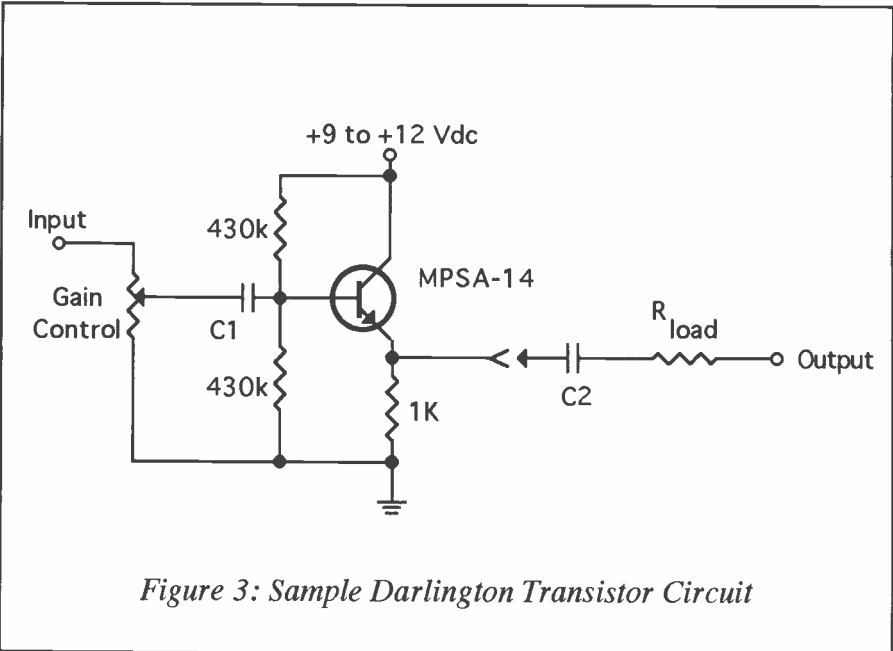 +9 to +12 Vdc
Input
430k
MPSA-14
Gain
Control
C1
R
load
Output
C2
430k
1K
Figure 3: Sample Darlington Transistor Circuit